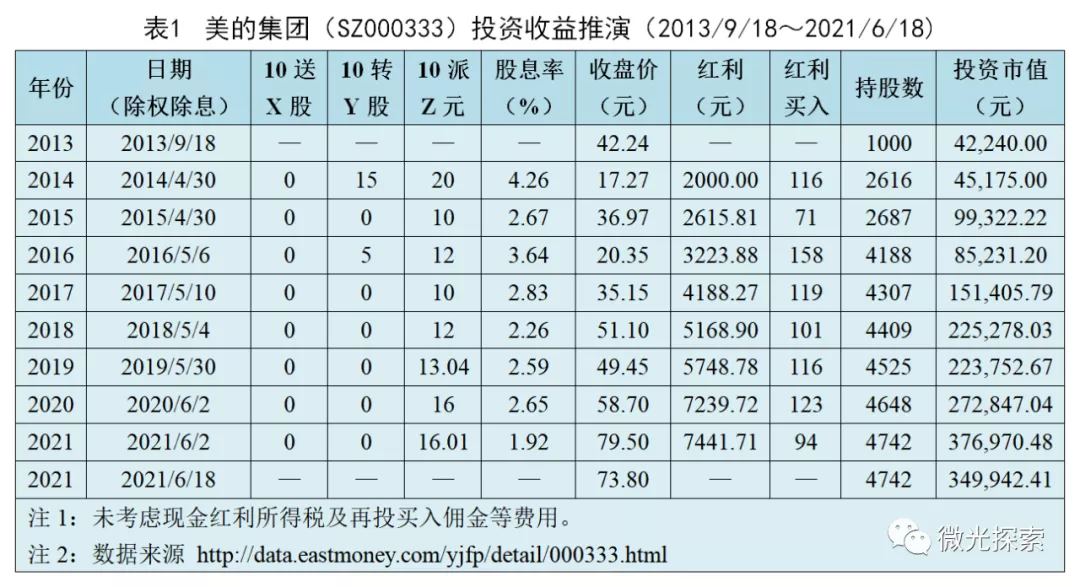 表1 美的集团（SZ000333）投资收益推演（2013/9/18～2021/6/18）
年份 日期（除权除息） 10 送 X 股 10 转 Y 股 10 派 Z 元 股息率（%） 收盘价（元） 红利（元） 红利买入 持股数 投资市值（元）
2013 2013/9/18 — — — — 42.24 — — 1000 42,240.00
2014 2014/4/30 0 15 20 4.26 17.27 2000.00 116 2616 45,175.00
2015 2015/4/30 0 0 10 2.67 36.97 2615.81 71 2687 99,322.22
2016 2016/5/6 0 5 12 3.64 20.35 3223.88 158 4188 85,231.20
2017 2017/5/10 0 0 10 2.83 35.15 4188.27 119 4307 151,405.79
2018 2018/5/4 0 0 12 2.26 51.10 5168.90 101 4409 225,278.03
2019 2019/5/30 0 0 13.04 2.59 49.45 5748.78 116 4525 223,752.67
2020 2020/6/2 0 0 16 2.65 58.70 7239.72 123 4648 272,847.04
2021 2021/6/2 0 0 16.01 1.92 79.50 7441.71 94 4742 376,970.48
2021 2021/6/18 — — — — 73.80 — — 4742 349,942.41
注 1：未考虑现金红利所得税及再投买入佣金等费用。
注 2：数据来源 http://data.eastmoney.com/yjfp/detail/000333.html
微光探索